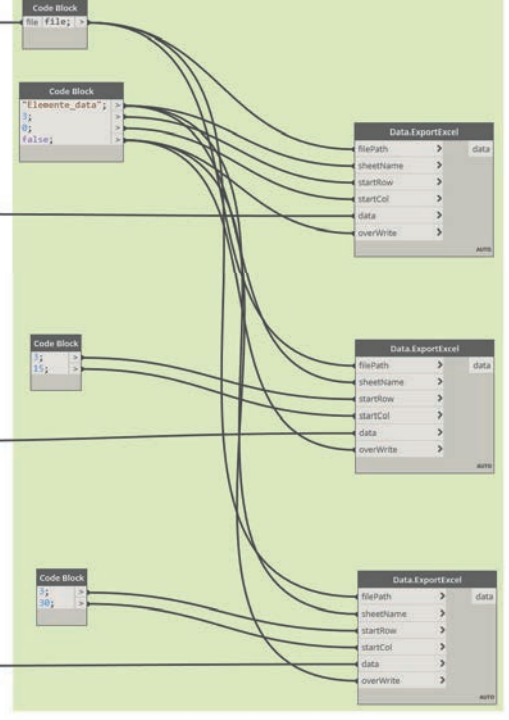 Code Block
file file; >
Code Block
"Elemente_data"; >
3; >
0; >
false; >
Data.ExportExcel
filePath > data
sheetName >
startRow >
startCol >
data >
overWrite >
AUTO
Code Block
3; >
15; >
Data.ExportExcel
filePath > data
sheetName >
startRow >
startCol >
data >
overWrite >
AUTO
Code Block
3; >
30; >
Data.ExportExcel
filePath > data
sheetName >
startRow >
startCol >
data >
overWrite >
AUTO